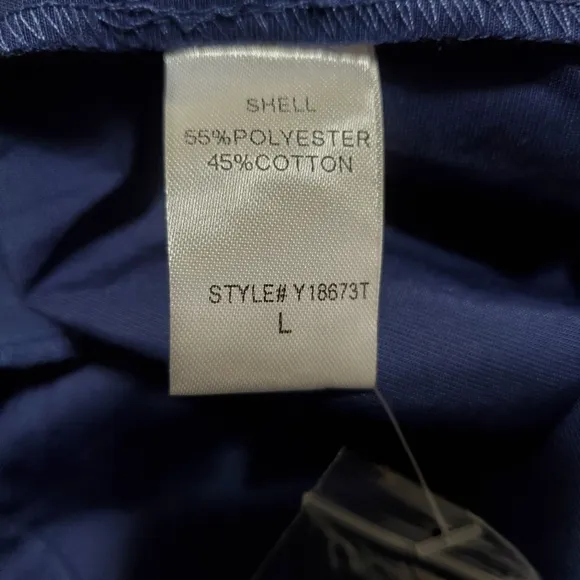 SHELL
55%POLYESTER
45%COTTON
STYLE# Y18673T
L